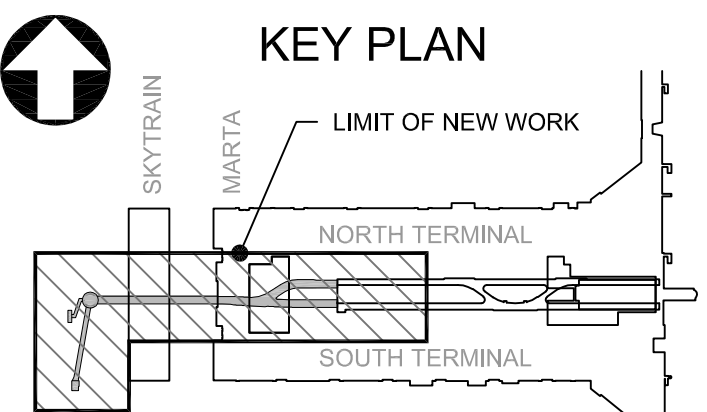 KEY PLAN
SKYTRAIN
MARTA
LIMIT OF NEW WORK
NORTH TERMINAL
SOUTH TERMINAL